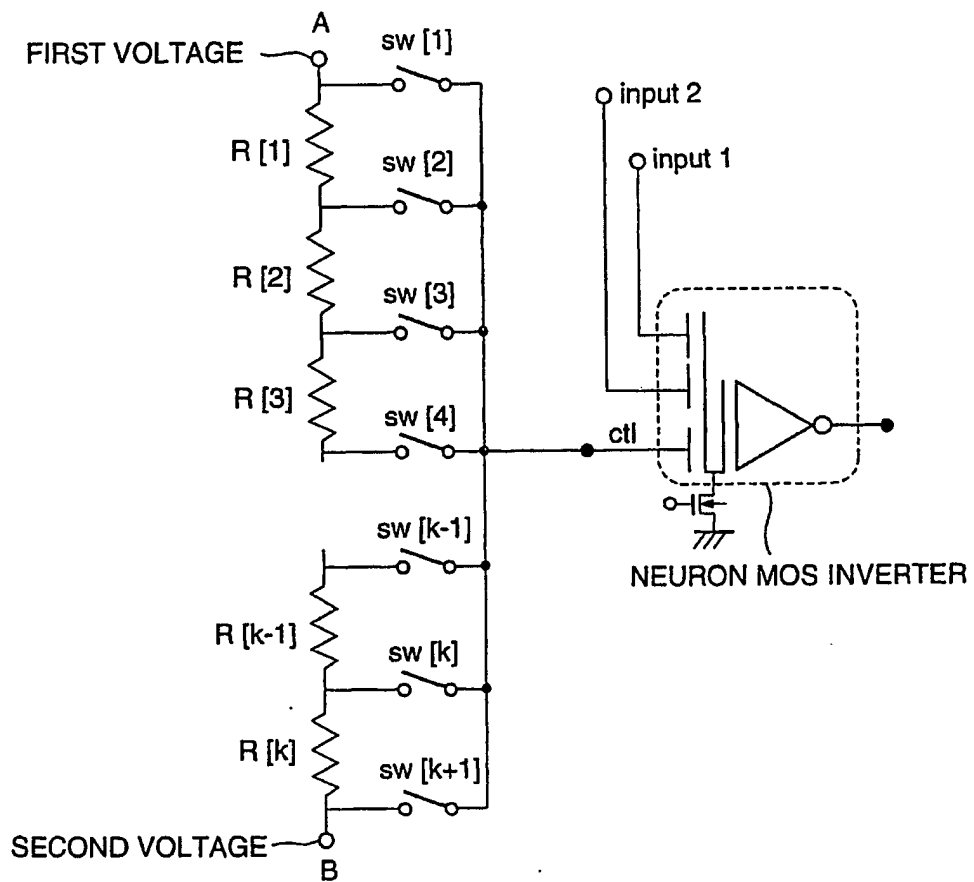 A
FIRST VOLTAGE
sw [1]
R [1]
sw [2]
R [2]
sw [3]
R [3]
sw [4]
sw [k-1]
R [k-1]
sw [k]
R [k]
sw [k+1]
SECOND VOLTAGE
B
input 2
input 1
ctl
NEURON MOS INVERTER